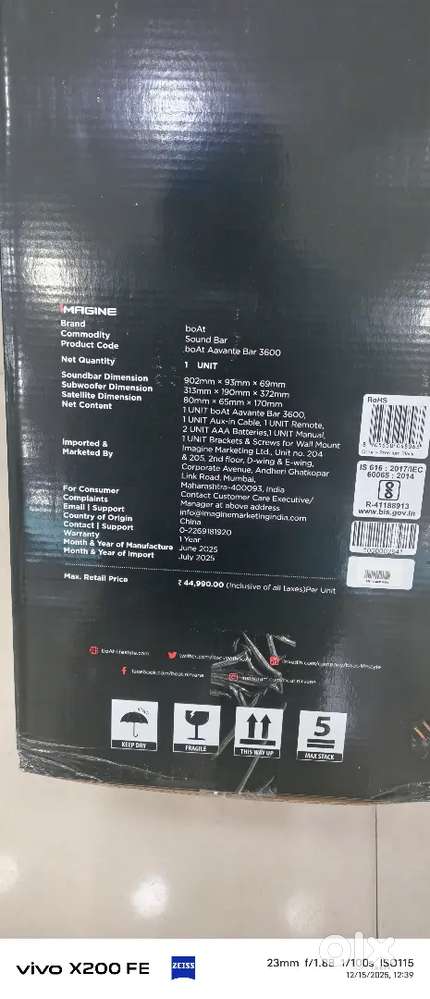 IMAGINE
Brand boAt
Commodity Sound Bar
Product Code boAt Aavante Bar 3600
Net Quantity 1 UNIT
Soundbar Dimension 902mm × 93mm × 69mm
Subwoofer Dimension 313mm × 190mm × 372mm
Satellite Dimension 80mm × 65mm × 170mm
Net Content 1 UNIT boAt Aavante Bar 3600,
1 UNIT Aux-in Cable, 1 UNIT Remote,
2 UNIT AAA Batteries,1 UNIT Manual,
1 UNIT Brackets & Screws for Wall Mount
Imported & Marketed By Imagine Marketing Ltd., Unit no. 204
& 205, 2nd floor, D-wing & E-wing,
Corporate Avenue, Andheri Ghatkopar
Link Road, Mumbai,
Maharashtra-400093, India
For Consumer Complaints Contact Customer Care Executive/
Manager at above address
Email | Support info@imaginemarketingindia.com
Country of Origin China
Contact | Support 0-2269181920
Warranty 1 Year
Month & Year of Manufacture June 2025
Month & Year of Import July 2025
Max. Retail Price ₹ 44,990.00 (Inclusive of all taxes)Per Unit
RoHS
IS 616 : 2017/IEC
60065 : 2014
R-41188913
www.bis.gov.in
KEEP DRY
FRAGILE
THIS WAY UP
5
MAX STACK
olx
vivo X200 FE
ZEISS
23mm f/1.88 1/100s ISO115
12/15/2025, 12:39